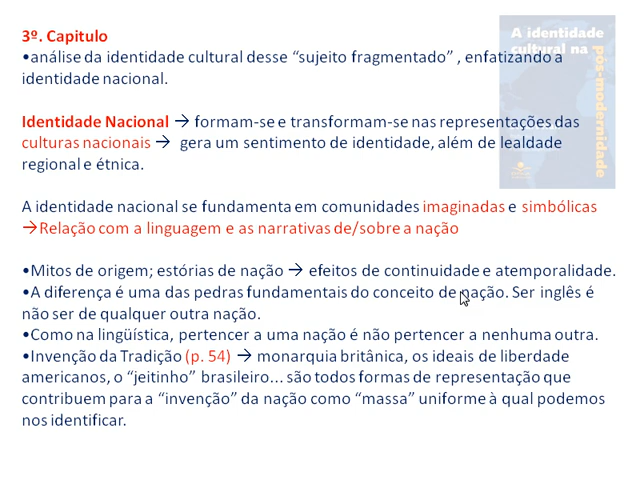 3º. Capitulo
•análise da identidade cultural desse “sujeito fragmentado” , enfatizando a
identidade nacional.
Identidade Nacional → formam-se e transformam-se nas representações das
culturas nacionais → gera um sentimento de identidade, além de lealdade
regional e étnica.
A identidade nacional se fundamenta em comunidades imaginadas e simbólicas
→Relação com a linguagem e as narrativas de/sobre a nação
•Mitos de origem; estórias de nação → efeitos de continuidade e atemporalidade.
•A diferença é uma das pedras fundamentais do conceito de nação. Ser inglês é
não ser de qualquer outra nação.
•Como na lingüística, pertencer a uma nação é não pertencer a nenhuma outra.
•Invenção da Tradição (p. 54) → monarquia britânica, os ideais de liberdade
americanos, o “jeitinho” brasileiro... são todos formas de representação que
contribuem para a “invenção” da nação como “massa” uniforme à qual podemos
nos identificar.
A identidade
cultural na
pós-modernidade